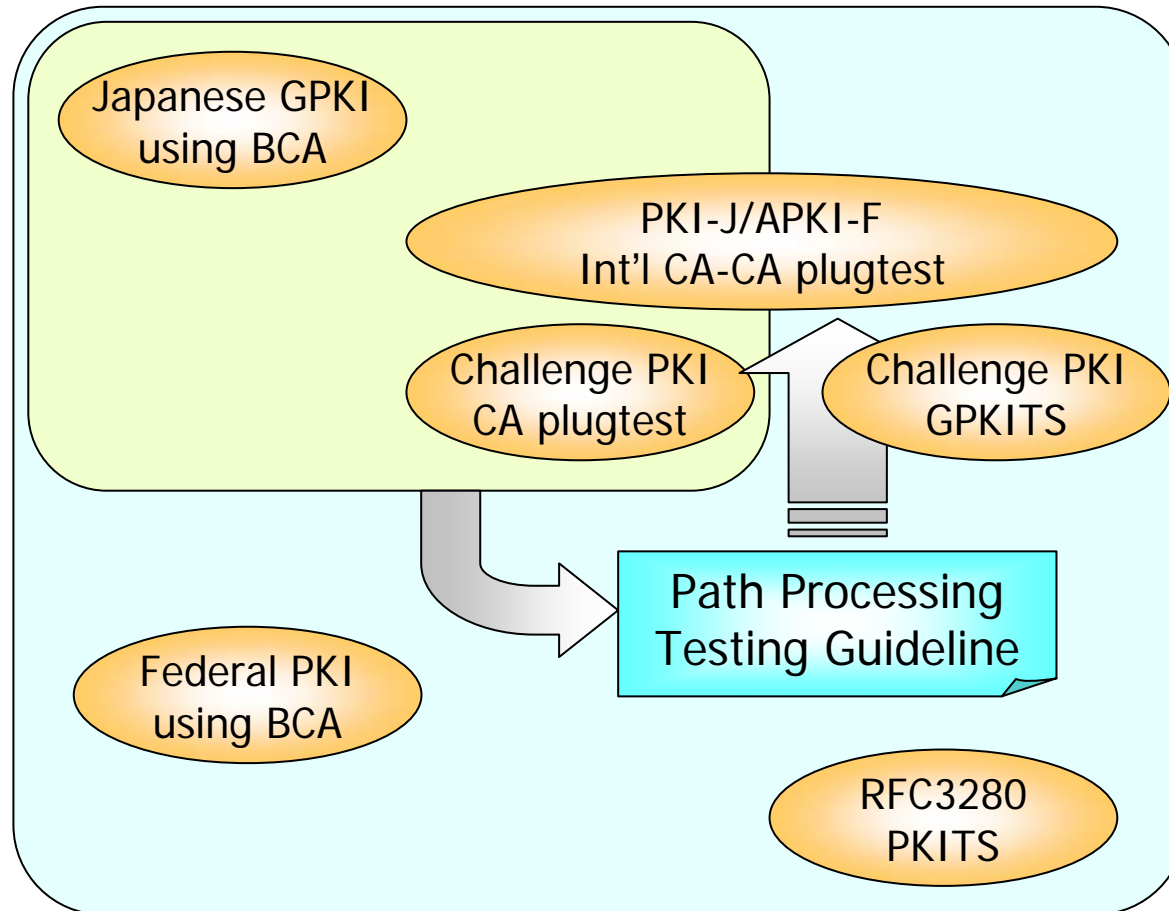 Japanese GPKI
using BCA
PKI-J/APKI-F
Int'l CA-CA plugtest
Challenge PKI
CA plugtest
Challenge PKI
GPKITS
Path Processing
Testing Guideline
Federal PKI
using BCA
RFC3280
PKITS